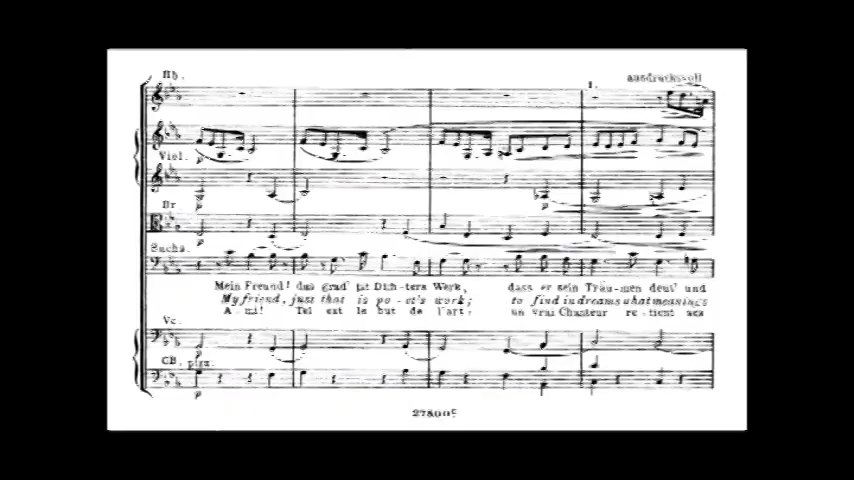 Hb.
1. ausdrucksvoll
Viol.
p
p
p
Br
p
Sachs.
Mein Freund! das grad' ist Dich-ters Werk, dass er sein Träu-men deut' und
My friend, just that is po-et's work; to find in dreams what meanings
A-mi! Tel est le but de l'art: un vrai Chanteur re-tient ses
Vc.
p
CB. pizz.
p